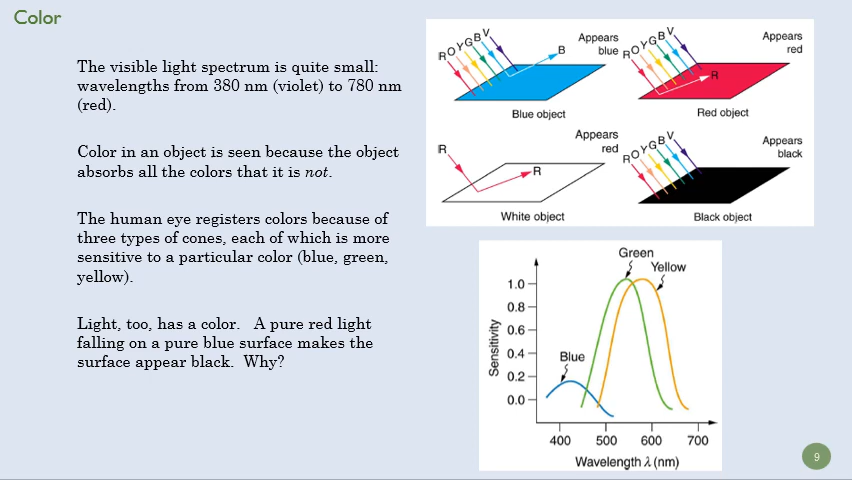 Color
The visible light spectrum is quite small:
wavelengths from 380 nm (violet) to 780 nm
(red).
Color in an object is seen because the object
absorbs all the colors that it is not.
The human eye registers colors because of
three types of cones, each of which is more
sensitive to a particular color (blue, green,
yellow).
Light, too, has a color. A pure red light
falling on a pure blue surface makes the
surface appear black. Why?
R O Y G B V
B
Appears
blue
Blue object
R O Y G B V
R
Appears
red
Red object
R
R
Appears
red
White object
R O Y G B V
Appears
black
Black object
Green
Yellow
Blue
Sensitivity
1.0
0.8
0.6
0.4
0.2
0.0
400 500 600 700
Wavelength λ (nm)
9